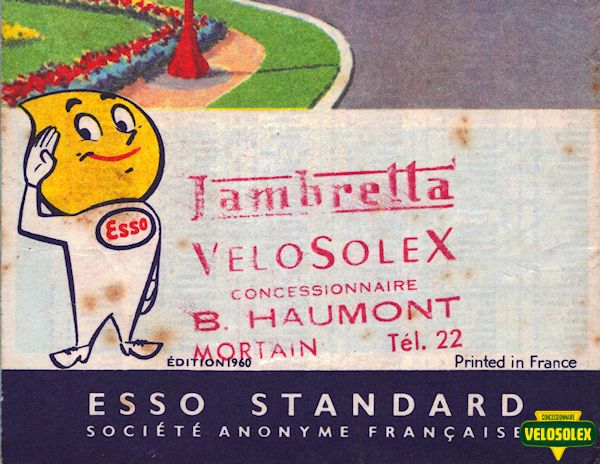 Esso
Lambretta
VELOSOLEX
CONCESSIONNAIRE
B. HAUMONT
MORTAIN Tél. 22
ÉDITION 1960
Printed in France
ESSO STANDARD
SOCIÉTÉ ANONYME FRANÇAISE
CONCESSIONNAIRE
VELOSOLEX